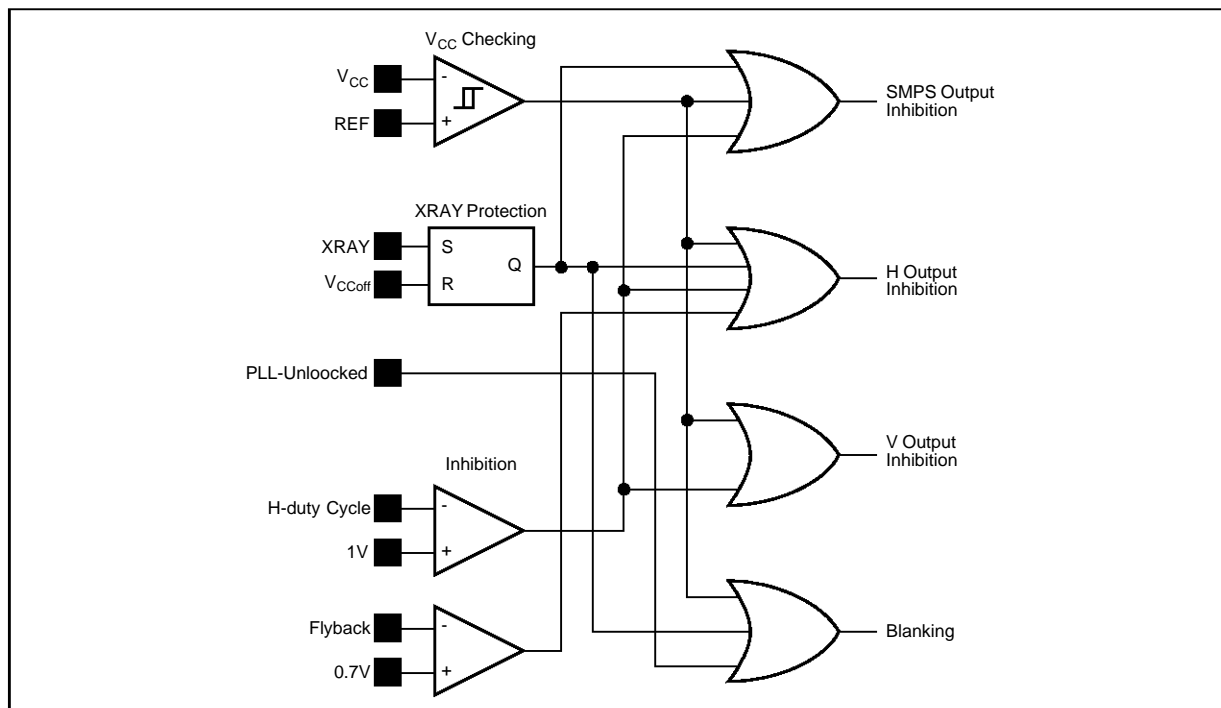 VCC Checking
VCC
-
REF
+
SMPS Output
Inhibition
XRAY Protection
XRAY
S
Q
VCCoff
R
H Output
Inhibition
PLL-Unloocked
V Output
Inhibition
Inhibition
H-duty Cycle
-
1V
+
Flyback
-
0.7V
+
Blanking